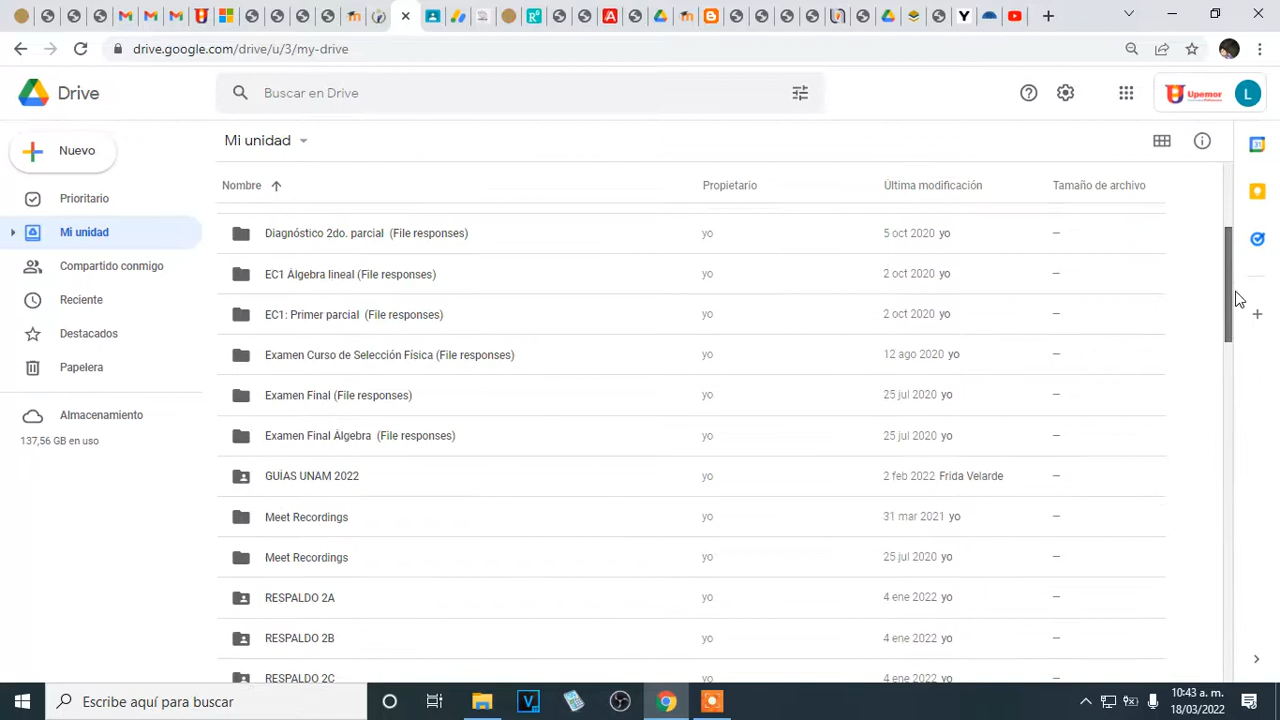 drive.google.com/drive/u/3/my-drive
Drive
Buscar en Drive
Upemor
L
Nuevo
Mi unidad
Nombre
Propietario
Última modificación
Tamaño de archivo
Prioritario
Mi unidad
Compartido conmigo
Reciente
Destacados
Papelera
Almacenamiento
137,56 GB en uso
Diagnóstico 2do. parcial (File responses) yo 5 oct 2020 yo –
EC1 Álgebra lineal (File responses) yo 2 oct 2020 yo –
EC1: Primer parcial (File responses) yo 2 oct 2020 yo –
Examen Curso de Selección Física (File responses) yo 12 ago 2020 yo –
Examen Final (File responses) yo 25 jul 2020 yo –
Examen Final Álgebra (File responses) yo 25 jul 2020 yo –
GUÍAS UNAM 2022 yo 2 feb 2022 Frida Velarde –
Meet Recordings yo 31 mar 2021 yo –
Meet Recordings yo 25 jul 2020 yo –
RESPALDO 2A yo 4 ene 2022 yo –
RESPALDO 2B yo 4 ene 2022 yo –
RESPALDO 2C yo 4 ene 2022 yo –
Escribe aquí para buscar
10:43 a. m.
18/03/2022